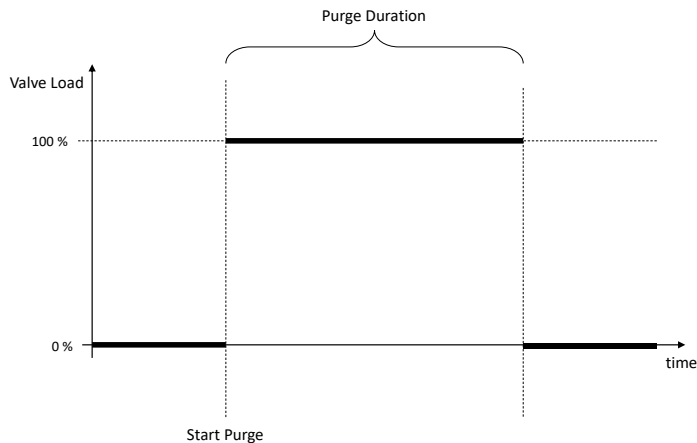 Purge Duration
Valve Load
100 %
0 %
time
Start Purge